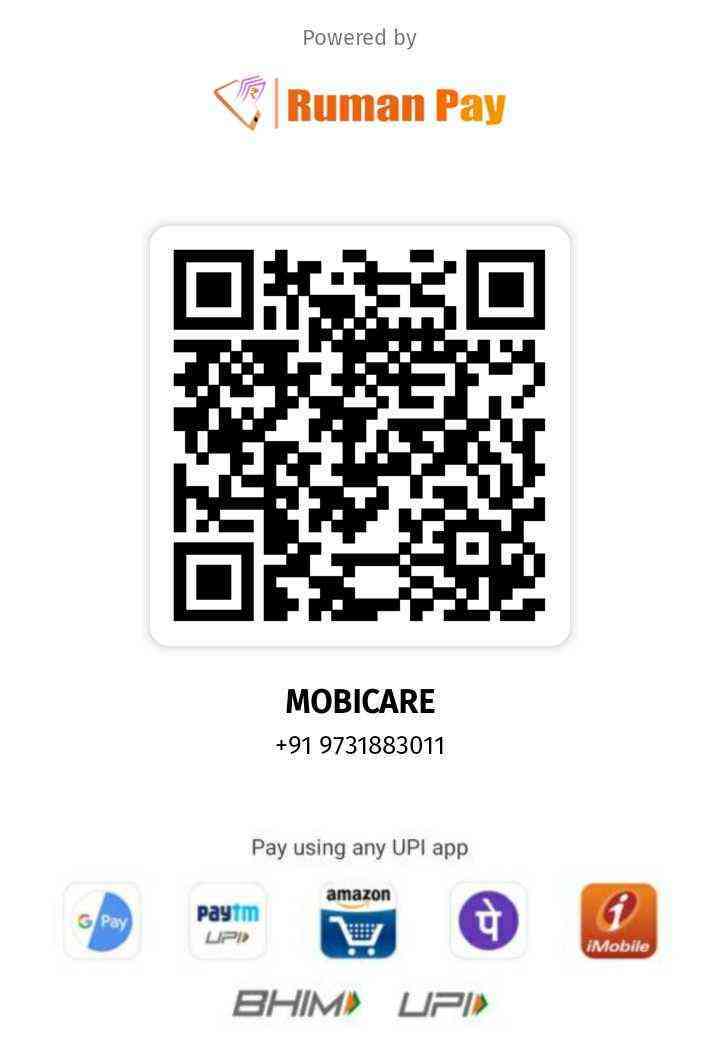 Powered by
Ruman Pay
MOBICARE
+91 9731883011
Pay using any UPI app
G Pay
paytm
UPI
amazon
पे
i
iMobile
BHIM UPI